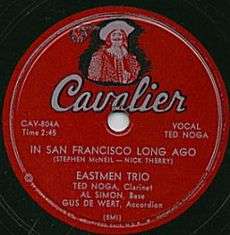 Cavalier
CAV-804A
Time 2:45
VOCAL
TED NOGA
IN SAN FRANCISCO LONG AGO
(STEPHEN McNEIL — NICK THERRY)
EASTMEN TRIO
TED NOGA, Clarinet
AL SIMON, Bass
GUS DE WERT, Accordion
(BMI)